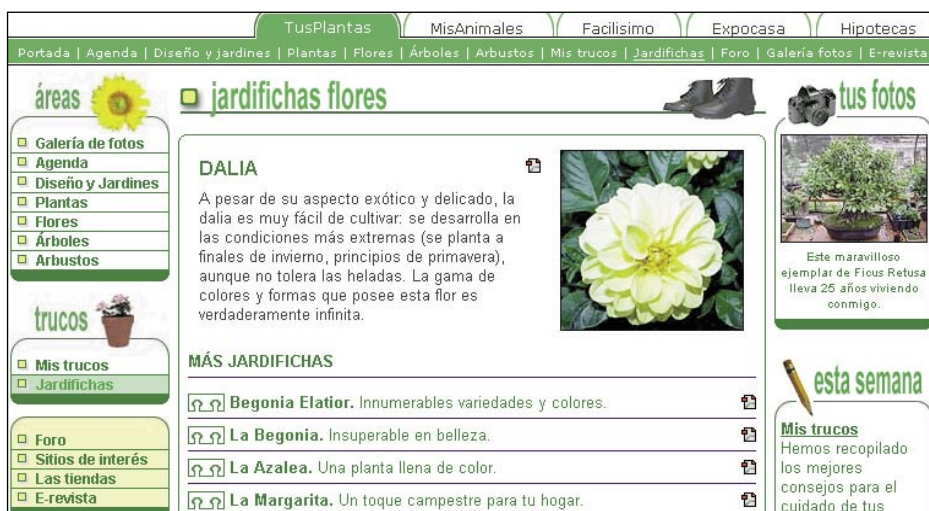 TusPlantas MisAnimales Facilisimo Expocasa Hipotecas
Portada | Agenda | Diseño y jardines | Plantas | Flores | Árboles | Arbustos | Mis trucos | Jardifichas | Foro | Galería fotos | E-revista
áreas
Galería de fotos
Agenda
Diseño y Jardines
Plantas
Flores
Árboles
Arbustos
trucos
Mis trucos
Jardifichas
Foro
Sitios de interés
Las tiendas
E-revista
jardifichas flores
DALIA
A pesar de su aspecto exótico y delicado, la
dalia es muy fácil de cultivar: se desarrolla en
las condiciones más extremas (se planta a
finales de invierno, principios de primavera),
aunque no tolera las heladas. La gama de
colores y formas que posee esta flor es
verdaderamente infinita.
MÁS JARDIFICHAS
Begonia Elatior. Innumerables variedades y colores.
La Begonia. Insuperable en belleza.
La Azalea. Una planta llena de color.
La Margarita. Un toque campestre para tu hogar.
tus fotos
Este maravilloso
ejemplar de Ficus Retusa
lleva 25 años viviendo
conmigo.
esta semana
Mis trucos
Hemos recopilado
los mejores
consejos para el
cuidado de tus